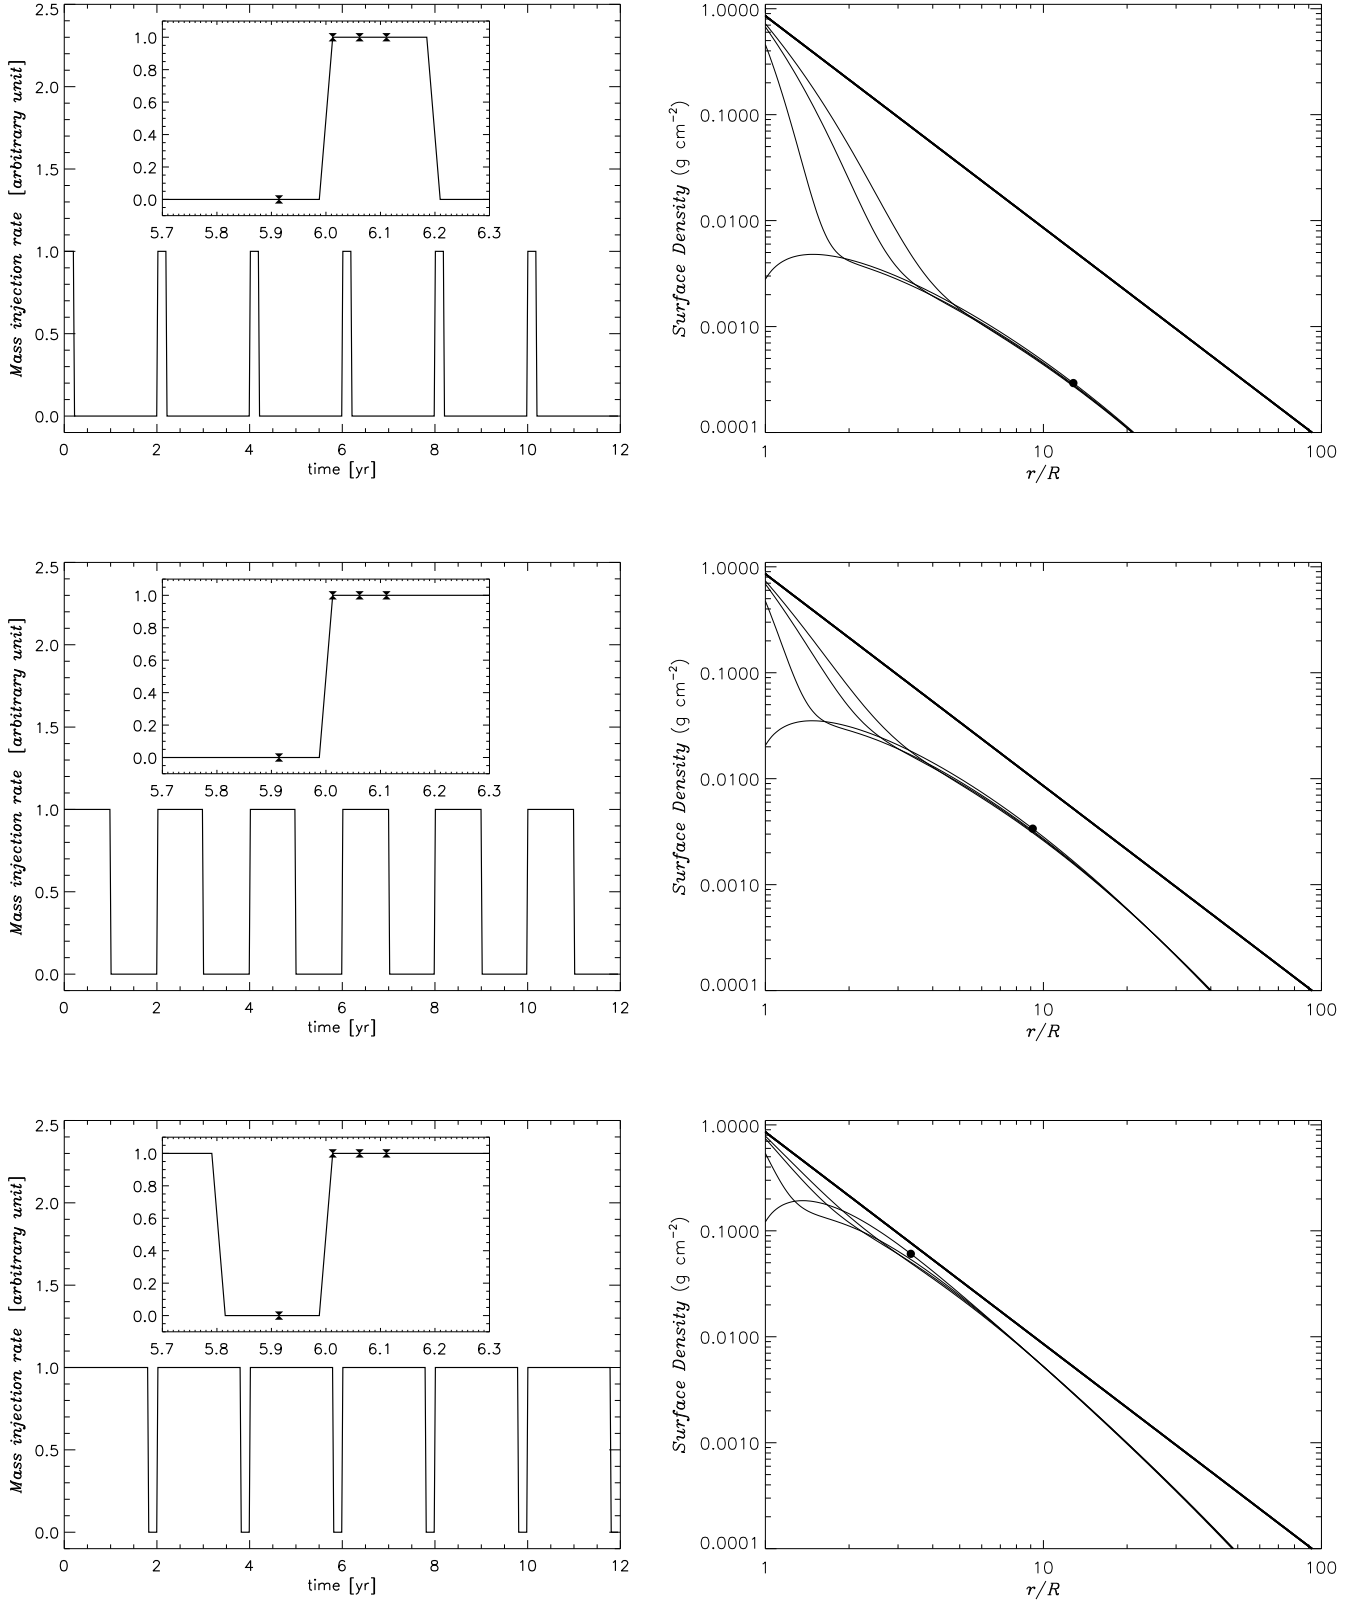 2.5
2.0
1.5
1.0
0.5
0.0
Mass injection rate [arbitrary unit]
1.0
0.8
0.6
0.4
0.2
0.0
5.7 5.8 5.9 6.0 6.1 6.2 6.3
0 2 4 6 8 10 12
time [yr]
1.0000
0.1000
0.0100
0.0010
0.0001
Surface Density (g cm⁻²)
1 10 100
r/R
2.5
2.0
1.5
1.0
0.5
0.0
Mass injection rate [arbitrary unit]
1.0
0.8
0.6
0.4
0.2
0.0
5.7 5.8 5.9 6.0 6.1 6.2 6.3
0 2 4 6 8 10 12
time [yr]
1.0000
0.1000
0.0100
0.0010
0.0001
Surface Density (g cm⁻²)
1 10 100
r/R
2.5
2.0
1.5
1.0
0.5
0.0
Mass injection rate [arbitrary unit]
1.0
0.8
0.6
0.4
0.2
0.0
5.7 5.8 5.9 6.0 6.1 6.2 6.3
0 2 4 6 8 10 12
time [yr]
1.0000
0.1000
0.0100
0.0010
0.0001
Surface Density (g cm⁻²)
1 10 100
r/R